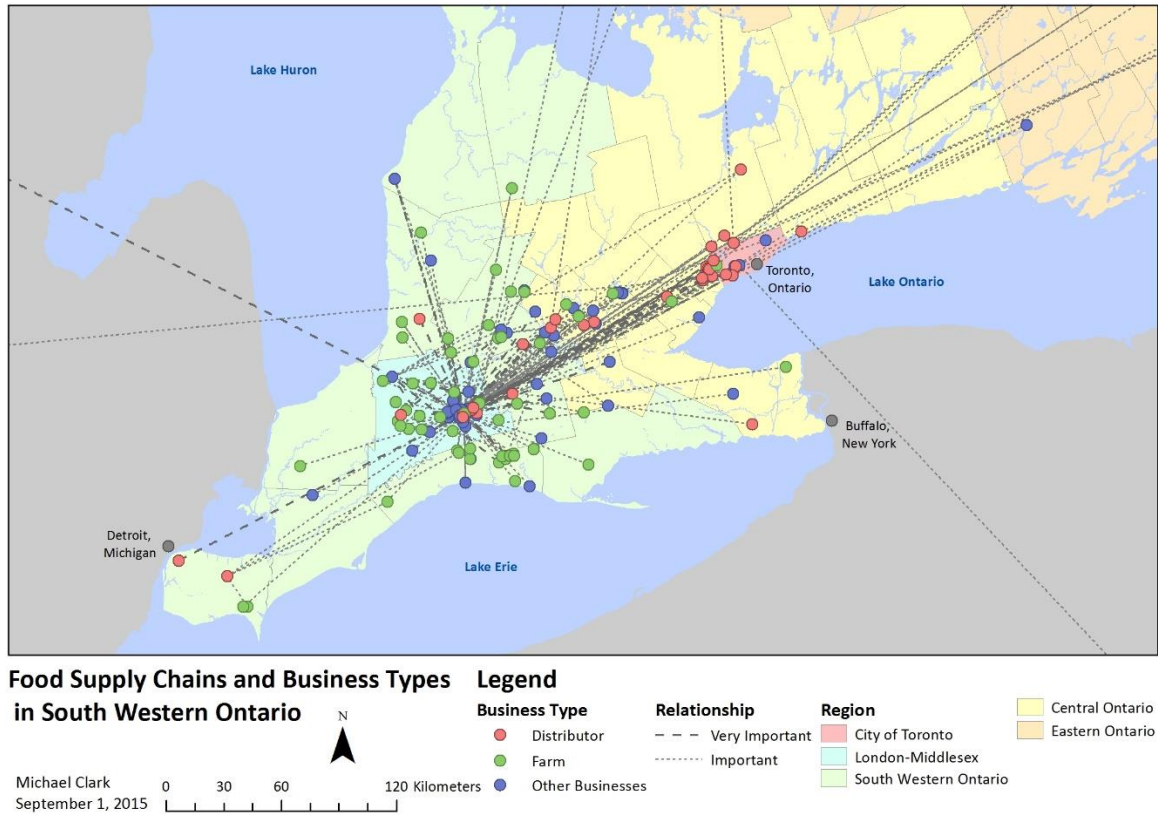 Lake Huron
Toronto,
Ontario
Lake Ontario
Buffalo,
New York
Detroit,
Michigan
Lake Erie
Food Supply Chains and Business Types
in South Western Ontario
N
Michael Clark
September 1, 2015
0 30 60 120 Kilometers
Legend
Business Type
Distributor
Farm
Other Businesses
Relationship
Very Important
Important
Region
City of Toronto
London-Middlesex
South Western Ontario
Central Ontario
Eastern Ontario